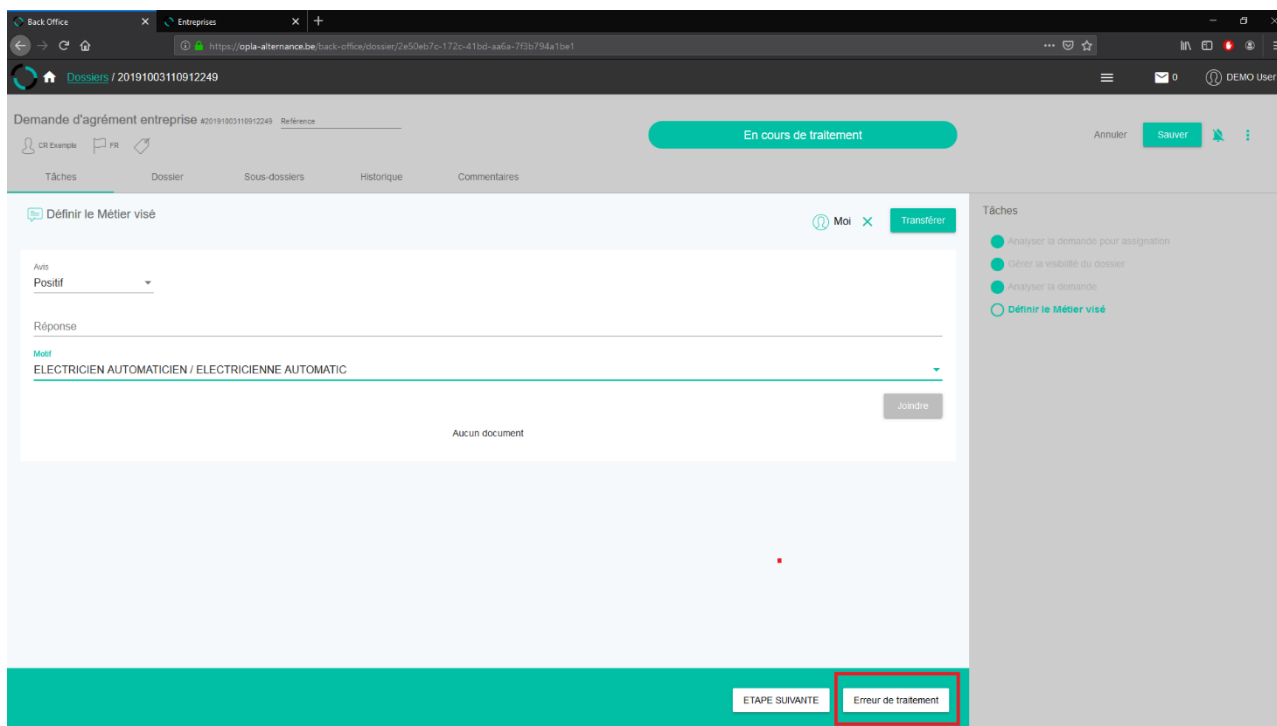 Back Office
Entreprises
https://opla-alternance.be/back-office/dossier/2e50eb7c-172c-41bd-aa6a-7f3b794a1be1
Dossiers / 20191003110912249
0
DEMO User
Demande d'agrément entreprise #20191003110912249 Reférence
En cours de traitement
Annuler
Sauver
CR Example FR
Tâches Dossier Sous-dossiers Historique Commentaires
Définir le Métier visé
Moi
Transférer
Avis
Positif
Réponse
Motif
ELECTRICIEN AUTOMATICIEN / ELECTRICIENNE AUTOMATIC
Joindre
Aucun document
Tâches
Analyser la demande pour assignation
Gérer la visibilité du dossier
Analyser la demande
Définir le Métier visé
ETAPE SUIVANTE
Erreur de traitement